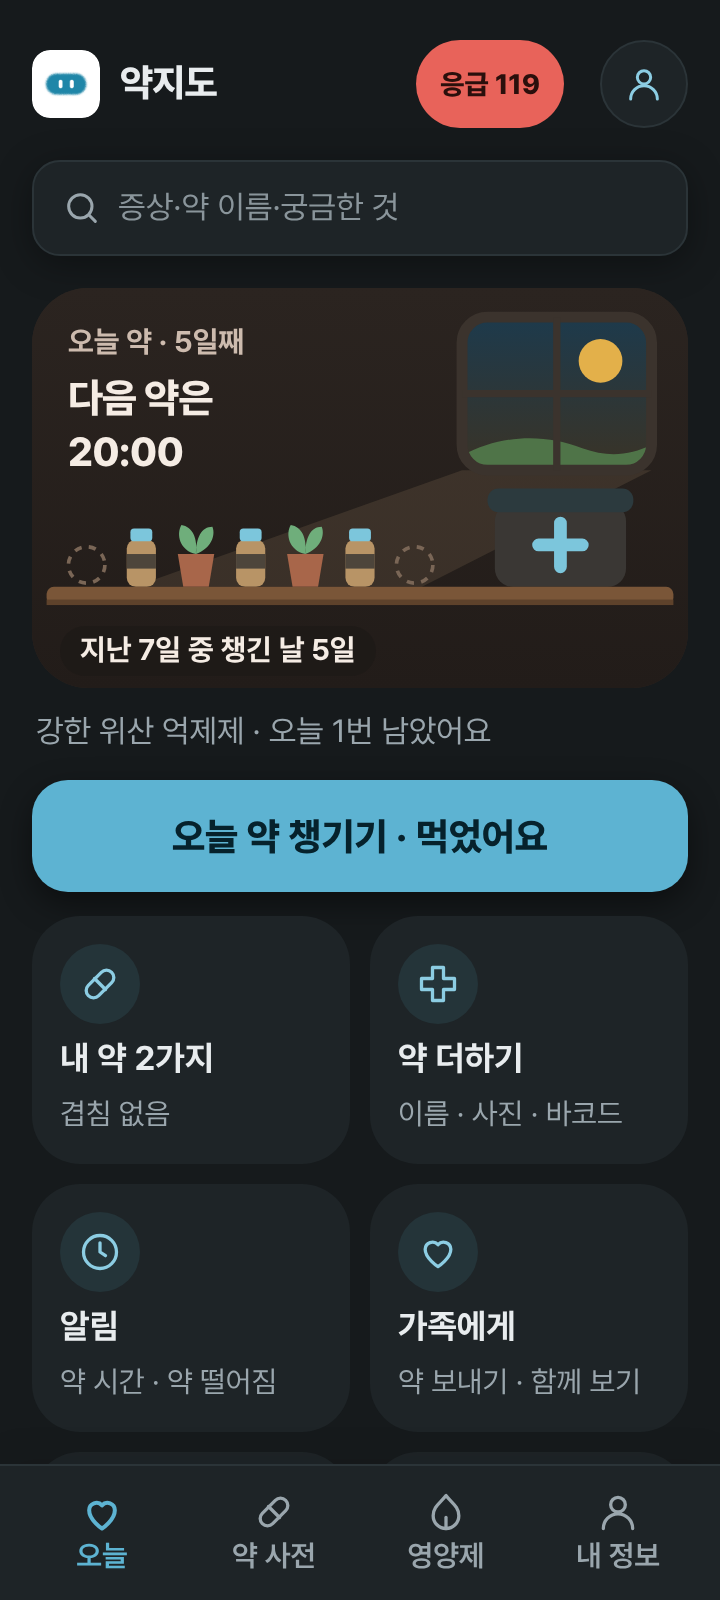 약지도
응급 119
증상·약 이름·궁금한 것
오늘 약 · 5일째
다음 약은
20:00
지난 7일 중 챙긴 날 5일
강한 위산 억제제 · 오늘 1번 남았어요
오늘 약 챙기기 · 먹었어요
내 약 2가지
겹침 없음
약 더하기
이름 · 사진 · 바코드
알림
약 시간 · 약 떨어짐
가족에게
약 보내기 · 함께 보기
오늘
약 사전
영양제
내 정보